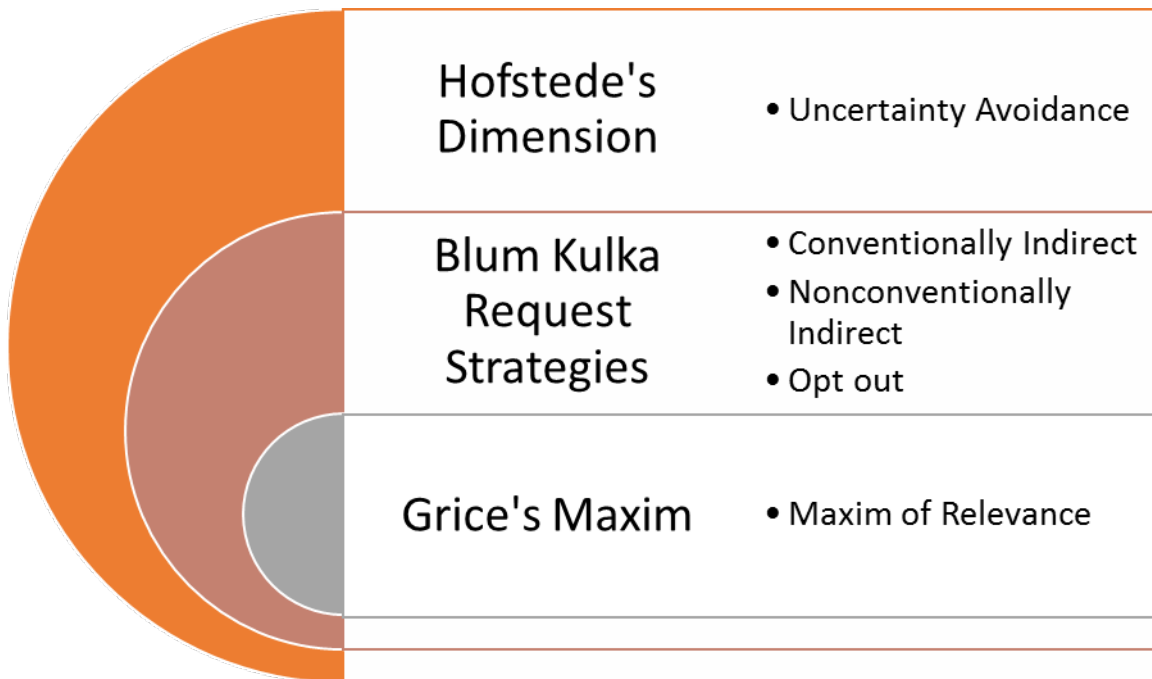 Hofstede's
Dimension
• Uncertainty Avoidance
Blum Kulka
Request
Strategies
• Conventionally Indirect
• Nonconventionally
Indirect
• Opt out
Grice's Maxim
• Maxim of Relevance